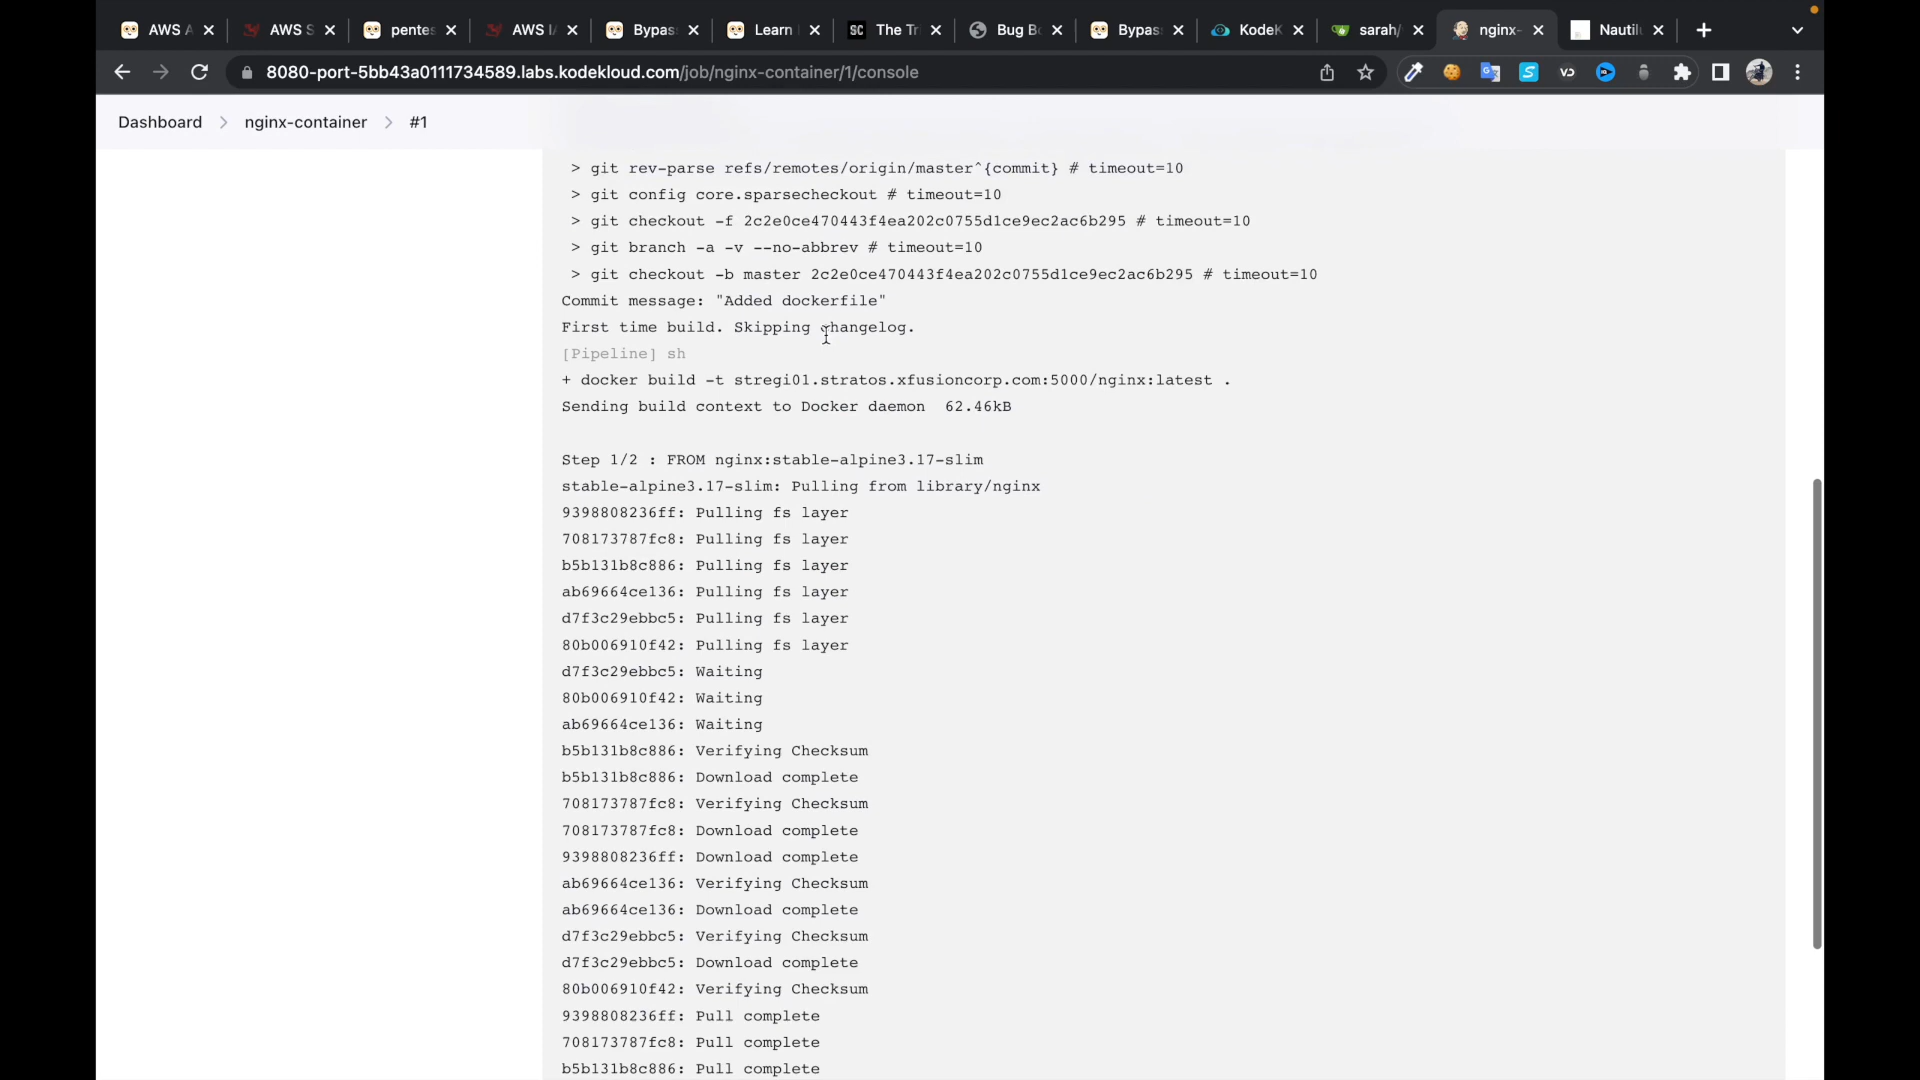 AWS A
AWS S
pentes
AWS IA
Bypas
Learn
The Tr
Bug B
Bypas
KodeK
sarah/
nginx-
Nautil
8080-port-5bb43a0111734589.labs.kodekloud.com/job/nginx-container/1/console
Dashboard > nginx-container > #1
> git rev-parse refs/remotes/origin/master^{commit} # timeout=10
> git config core.sparsecheckout # timeout=10
> git checkout -f 2c2e0ce470443f4ea202c0755d1ce9ec2ac6b295 # timeout=10
> git branch -a -v --no-abbrev # timeout=10
> git checkout -b master 2c2e0ce470443f4ea202c0755d1ce9ec2ac6b295 # timeout=10
Commit message: "Added dockerfile"
First time build. Skipping changelog.
[Pipeline] sh
+ docker build -t stregi01.stratos.xfusioncorp.com:5000/nginx:latest .
Sending build context to Docker daemon  62.46kB
Step 1/2 : FROM nginx:stable-alpine3.17-slim
stable-alpine3.17-slim: Pulling from library/nginx
9398808236ff: Pulling fs layer
708173787fc8: Pulling fs layer
b5b131b8c886: Pulling fs layer
ab69664ce136: Pulling fs layer
d7f3c29ebbc5: Pulling fs layer
80b006910f42: Pulling fs layer
d7f3c29ebbc5: Waiting
80b006910f42: Waiting
ab69664ce136: Waiting
b5b131b8c886: Verifying Checksum
b5b131b8c886: Download complete
708173787fc8: Verifying Checksum
708173787fc8: Download complete
9398808236ff: Download complete
ab69664ce136: Verifying Checksum
ab69664ce136: Download complete
d7f3c29ebbc5: Verifying Checksum
d7f3c29ebbc5: Download complete
80b006910f42: Verifying Checksum
9398808236ff: Pull complete
708173787fc8: Pull complete
b5b131b8c886: Pull complete